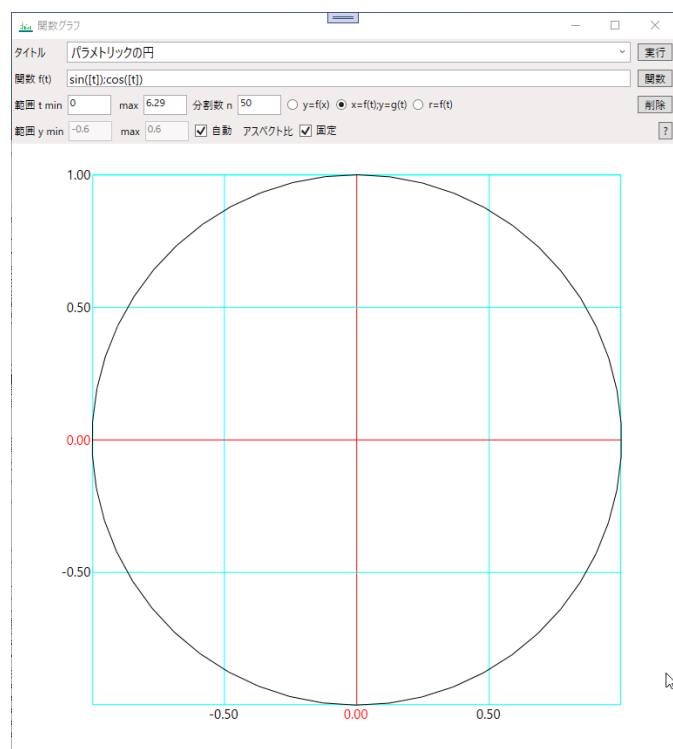 関数グラフ
タイトル パラメトリックの円 実行
関数 f(t) sin([t]);cos([t]) 関数
範囲 t min 0 max 6.29 分割数 n 50 y=f(x) x=f(t);y=g(t) r=f(t) 削除
範囲 y min -0.6 max 0.6 自動 アスペクト比 固定 ?
1.00
0.50
0.00
-0.50
-0.50 0.00 0.50